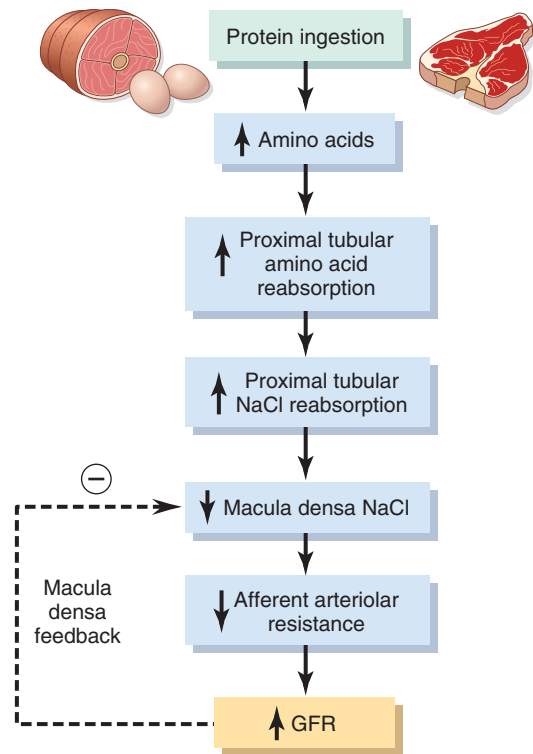 Protein ingestion
Amino acids
Proximal tubular
amino acid
reabsorption
Proximal tubular
NaCl reabsorption
Macula densa NaCl
Afferent arteriolar
resistance
GFR
Macula
densa
feedback